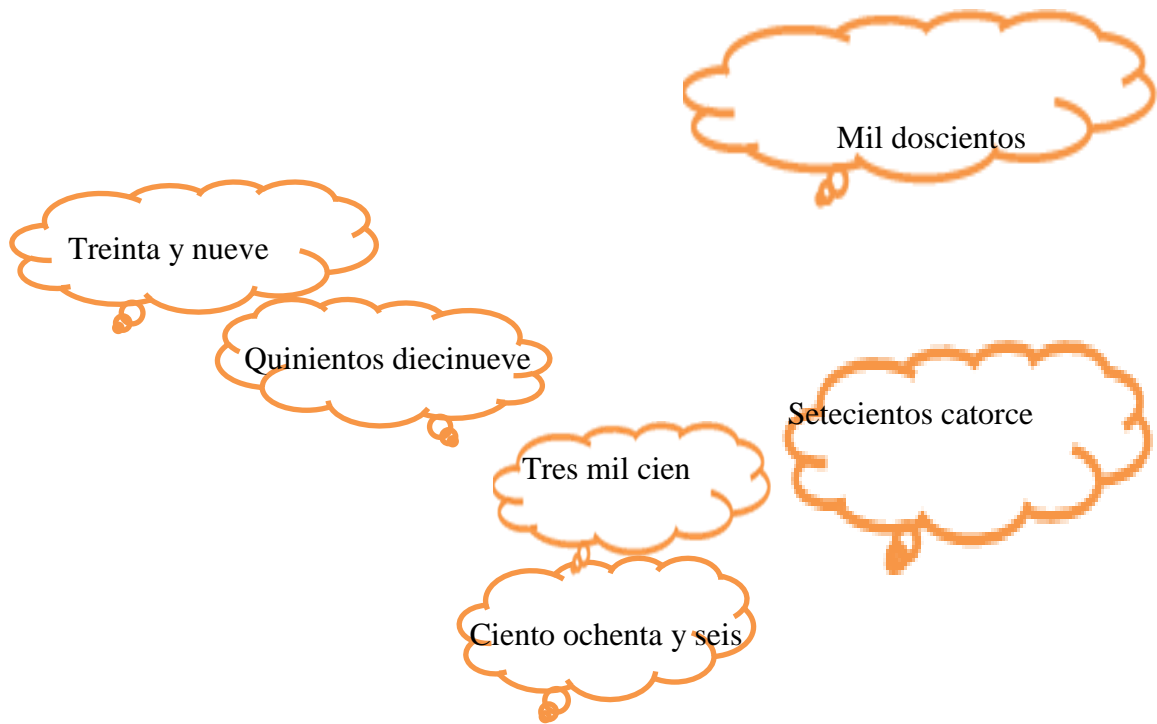 Mil doscientos
Treinta y nueve
Quinientos diecinueve
Setecientos catorce
Tres mil cien
Ciento ochenta y seis